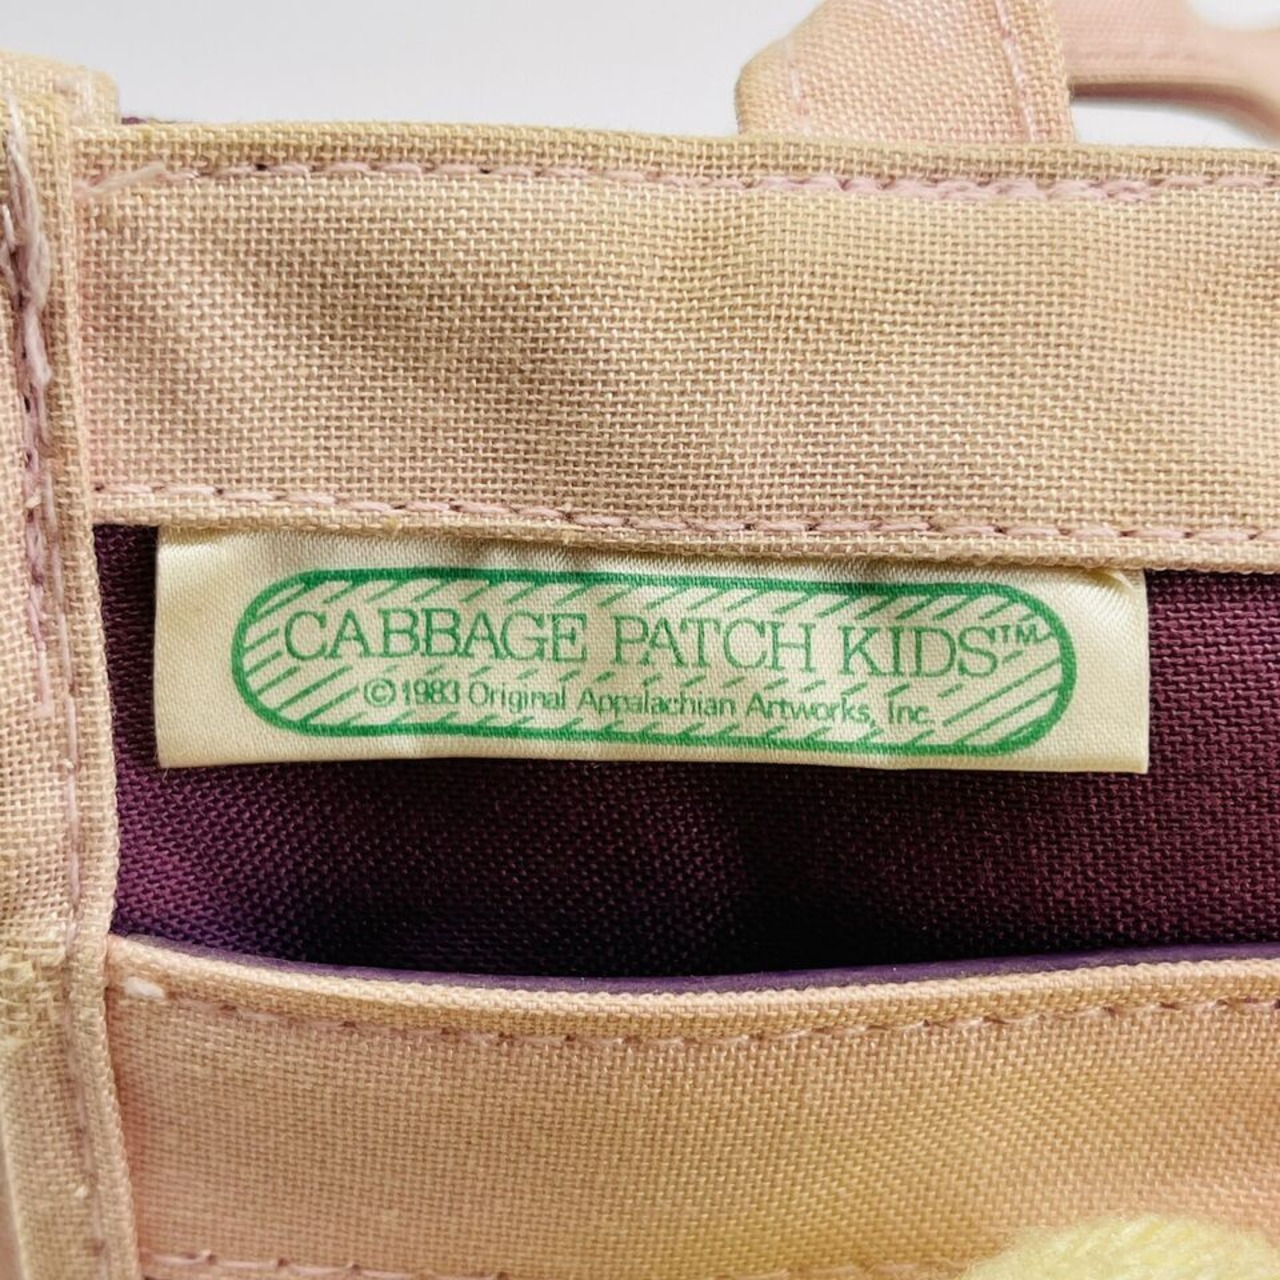 CABBAGE PATCH KIDS™
©1983 Original Appalachian Artworks, Inc.